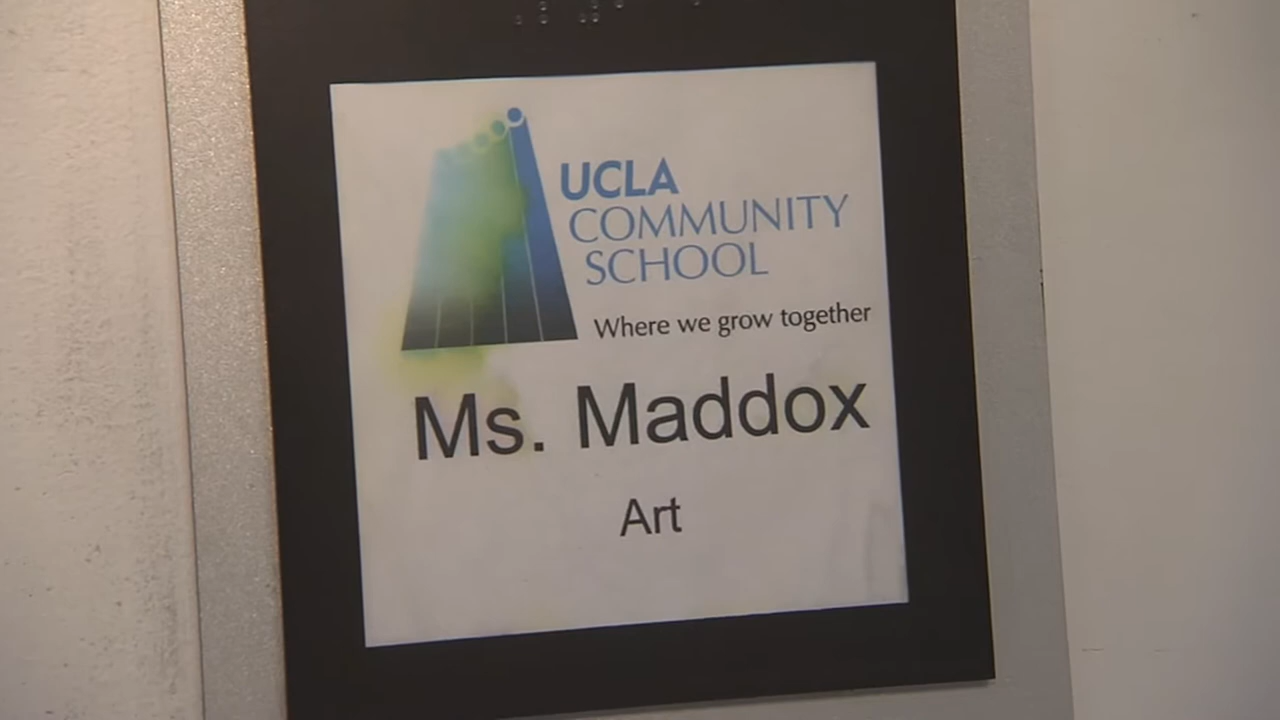 UCLA
COMMUNITY
SCHOOL
Where we grow together
Ms. Maddox
Art